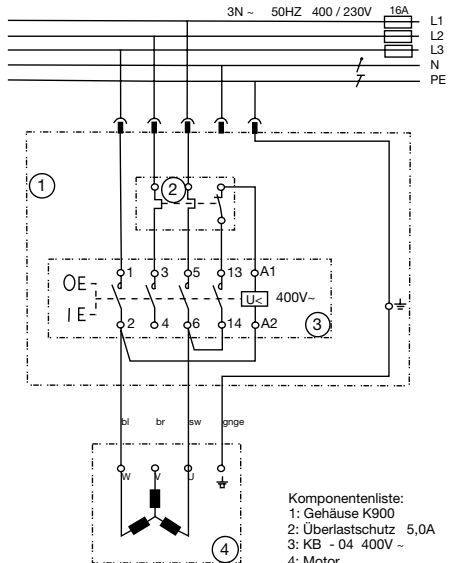 3N ~ 50HZ 400 / 230V 16A
L1
L2
L3
N
PE
1
2
1 3 5 13 A1
OE
IE
U< 400V~
2 4 6 14 A2
3
bl br sw gnge
W V U
4
Komponentenliste:
1: Gehäuse K900
2: Überlastschutz 5,0A
3: KB - 04 400V ~
4: Motor